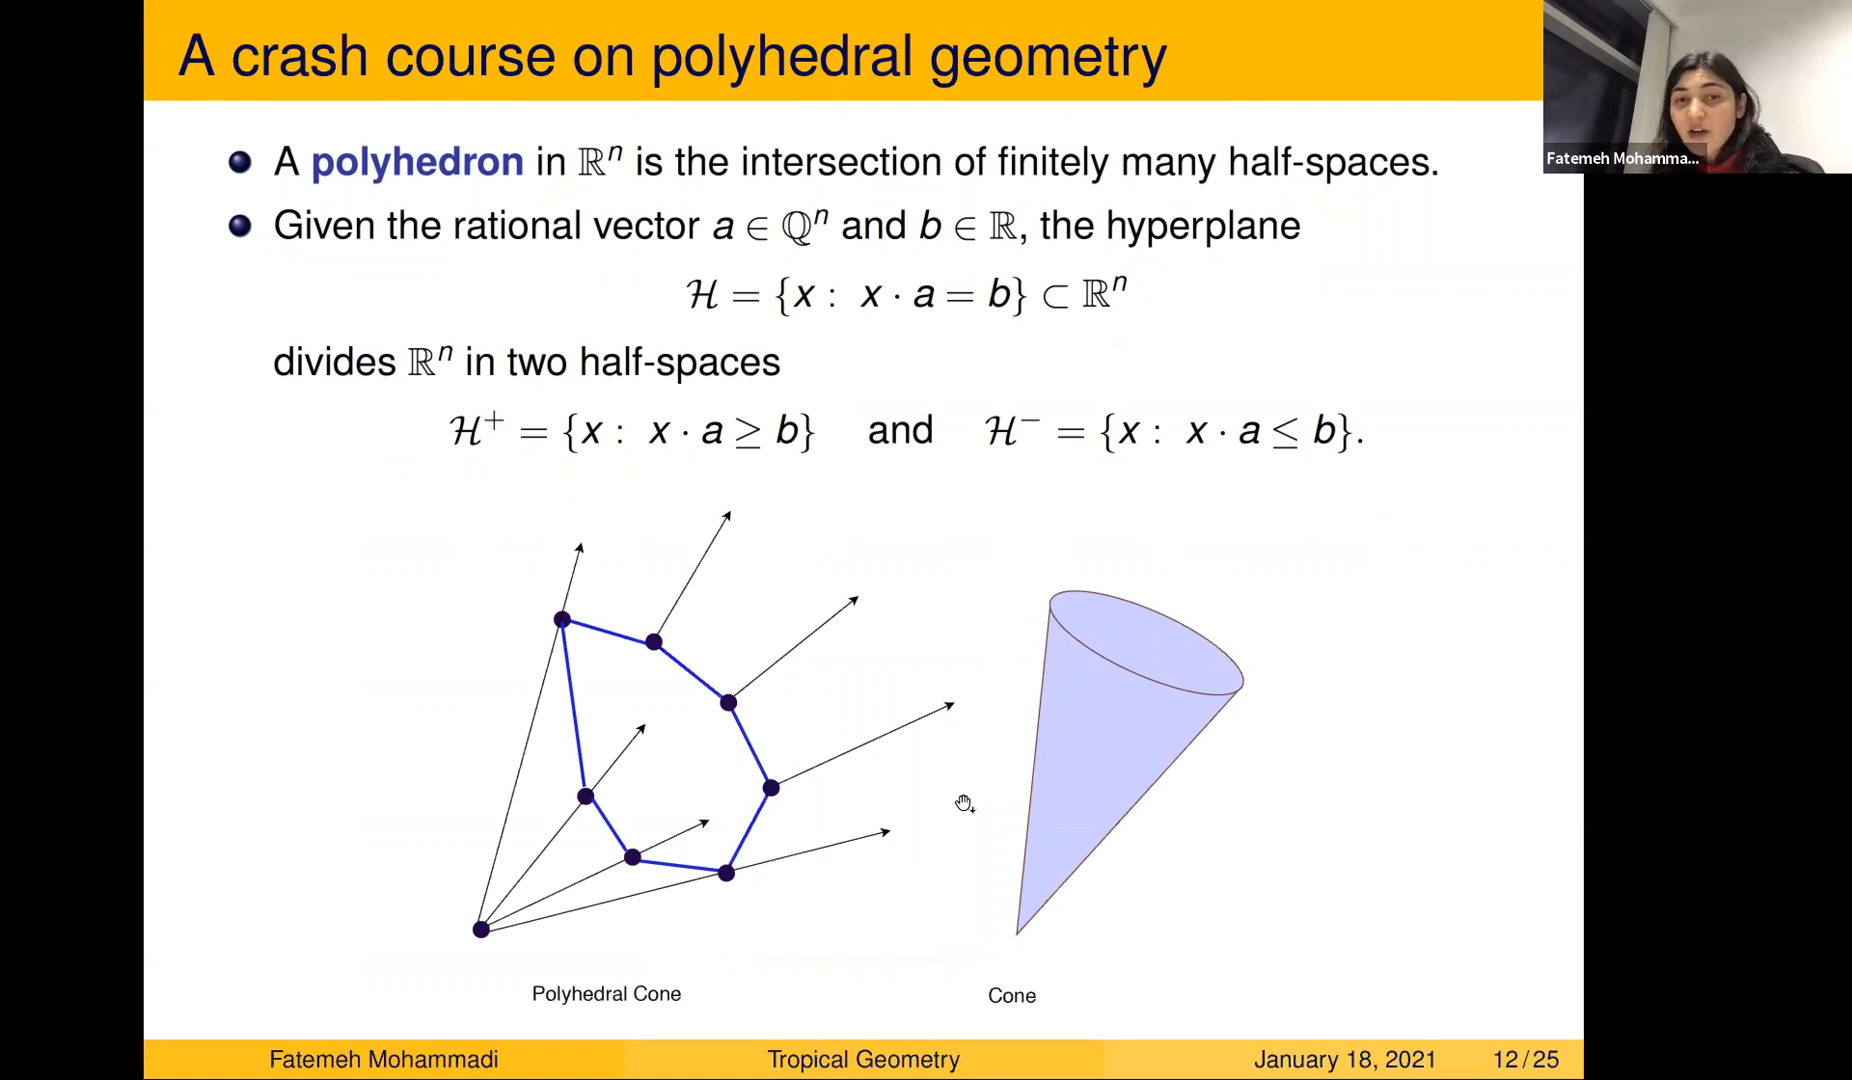 A crash course on polyhedral geometry
A polyhedron in ℝⁿ is the intersection of finitely many half-spaces.
Given the rational vector a ∈ ℚⁿ and b ∈ ℝ, the hyperplane
ℋ = {x : x · a = b} ⊂ ℝⁿ
divides ℝⁿ in two half-spaces
ℋ⁺ = {x : x · a ≥ b} and ℋ⁻ = {x : x · a ≤ b}.
Polyhedral Cone
Cone
Fatemeh Mohammadi Tropical Geometry January 18, 2021 12/25
Fatemeh Mohamma...